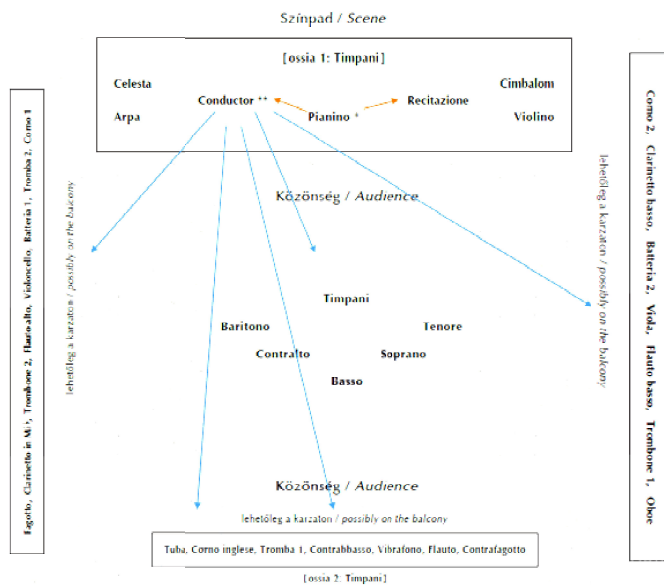 Színpad / Scene
[ossia 1: Timpani]
Celesta
Cimbalom
Conductor **
Recitazione
Arpa
Pianino *
Violino
Közönség / Audience
Fagotto, Clarinetto in Mi♭, Trombone 2, Flauto alto, Violoncello, Batteria 1, Tromba 2, Corno 1
lehetőleg a karzaton / possibly on the balcony
lehetőleg a karzaton / possibly on the balcony
Corno 2, Clarinetto basso, Batteria 2, Viola, Flauto basso, Trombone 1, Oboe
Timpani
Baritono
Tenore
Contralto
Soprano
Basso
Közönség / Audience
lehetőleg a karzaton / possibly on the balcony
Tuba, Corno inglese, Tromba 1, Contrabbasso, Vibrafono, Flauto, Contrafagotto
[ossia 2: Timpani]